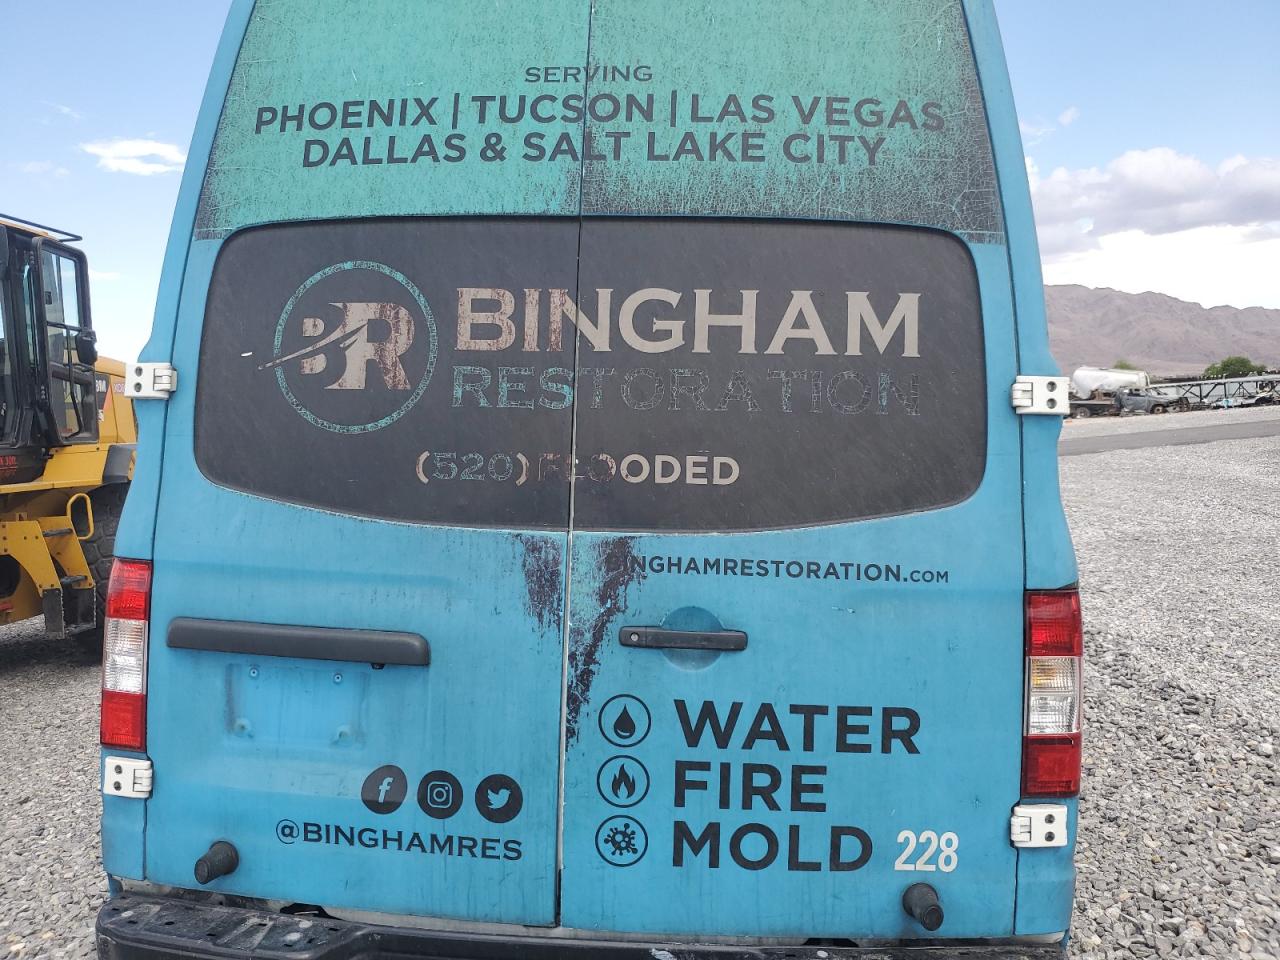 SERVING
PHOENIX | TUCSON | LAS VEGAS
DALLAS & SALT LAKE CITY
BR
BINGHAM
RESTORATION
(520) FLOODED
BINGHAMRESTORATION.COM
WATER
FIRE
MOLD
228
@BINGHAMRES